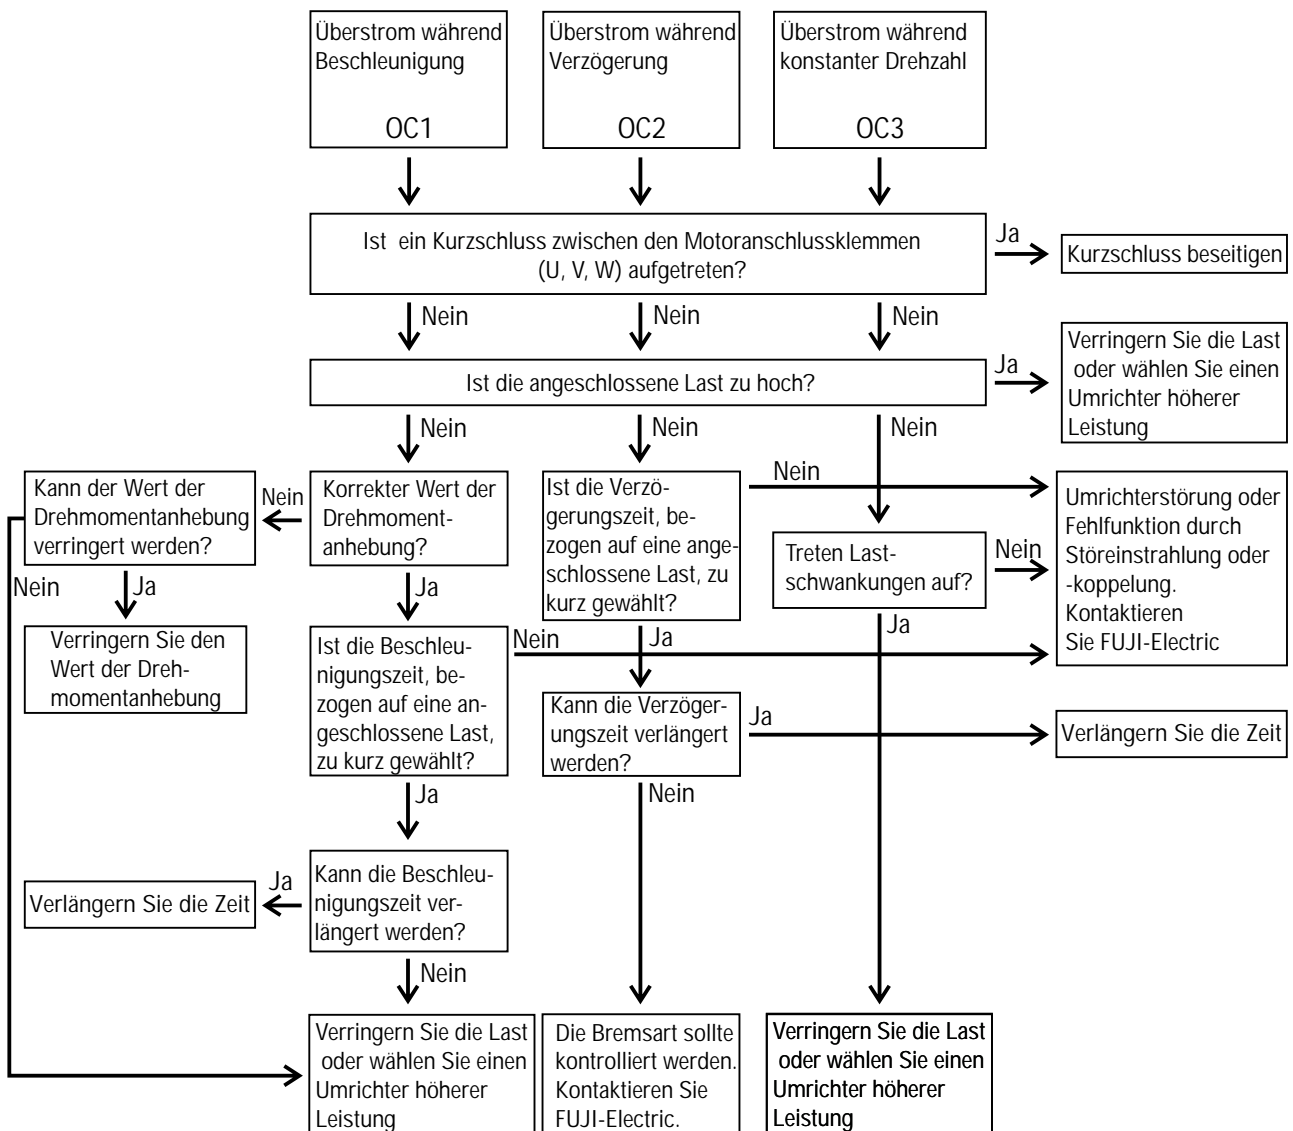 Überstrom während
Beschleunigung
OC1
Überstrom während
Verzögerung
OC2
Überstrom während
konstanter Drehzahl
OC3
Ist ein Kurzschluss zwischen den Motoranschlussklemmen
(U, V, W) aufgetreten?
Ja
Kurzschluss beseitigen
Nein
Nein
Nein
Ist die angeschlossene Last zu hoch?
Ja
Verringern Sie die Last
oder wählen Sie einen
Umrichter höherer
Leistung
Nein
Nein
Nein
Kann der Wert der
Drehmomentanhebung
verringert werden?
Nein
Korrekter Wert der
Drehmoment-
anhebung?
Ist die Verzö-
gerungszeit, be-
zogen auf eine ange-
schlossene Last, zu
kurz gewählt?
Nein
Treten Last-
schwankungen auf?
Nein
Umrichterstörung oder
Fehlfunktion durch
Störeinstrahlung oder
-koppelung.
Kontaktieren
Sie FUJI-Electric
Nein
Ja
Ja
Ja
Ja
Verringern Sie den
Wert der Dreh-
momentanhebung
Ist die Beschleu-
nigungszeit, be-
zogen auf eine an-
geschlossene Last,
zu kurz gewählt?
Nein
Kann die Verzöger-
ungszeit verlängert
werden?
Ja
Verlängern Sie die Zeit
Ja
Nein
Verlängern Sie die Zeit
Ja
Kann die Beschleu-
nigungszeit ver-
längert werden?
Nein
Verringern Sie die Last
oder wählen Sie einen
Umrichter höherer
Leistung
Die Bremsart sollte
kontrolliert werden.
Kontaktieren Sie
FUJI-Electric.
Verringern Sie die Last
oder wählen Sie einen
Umrichter höherer
Leistung